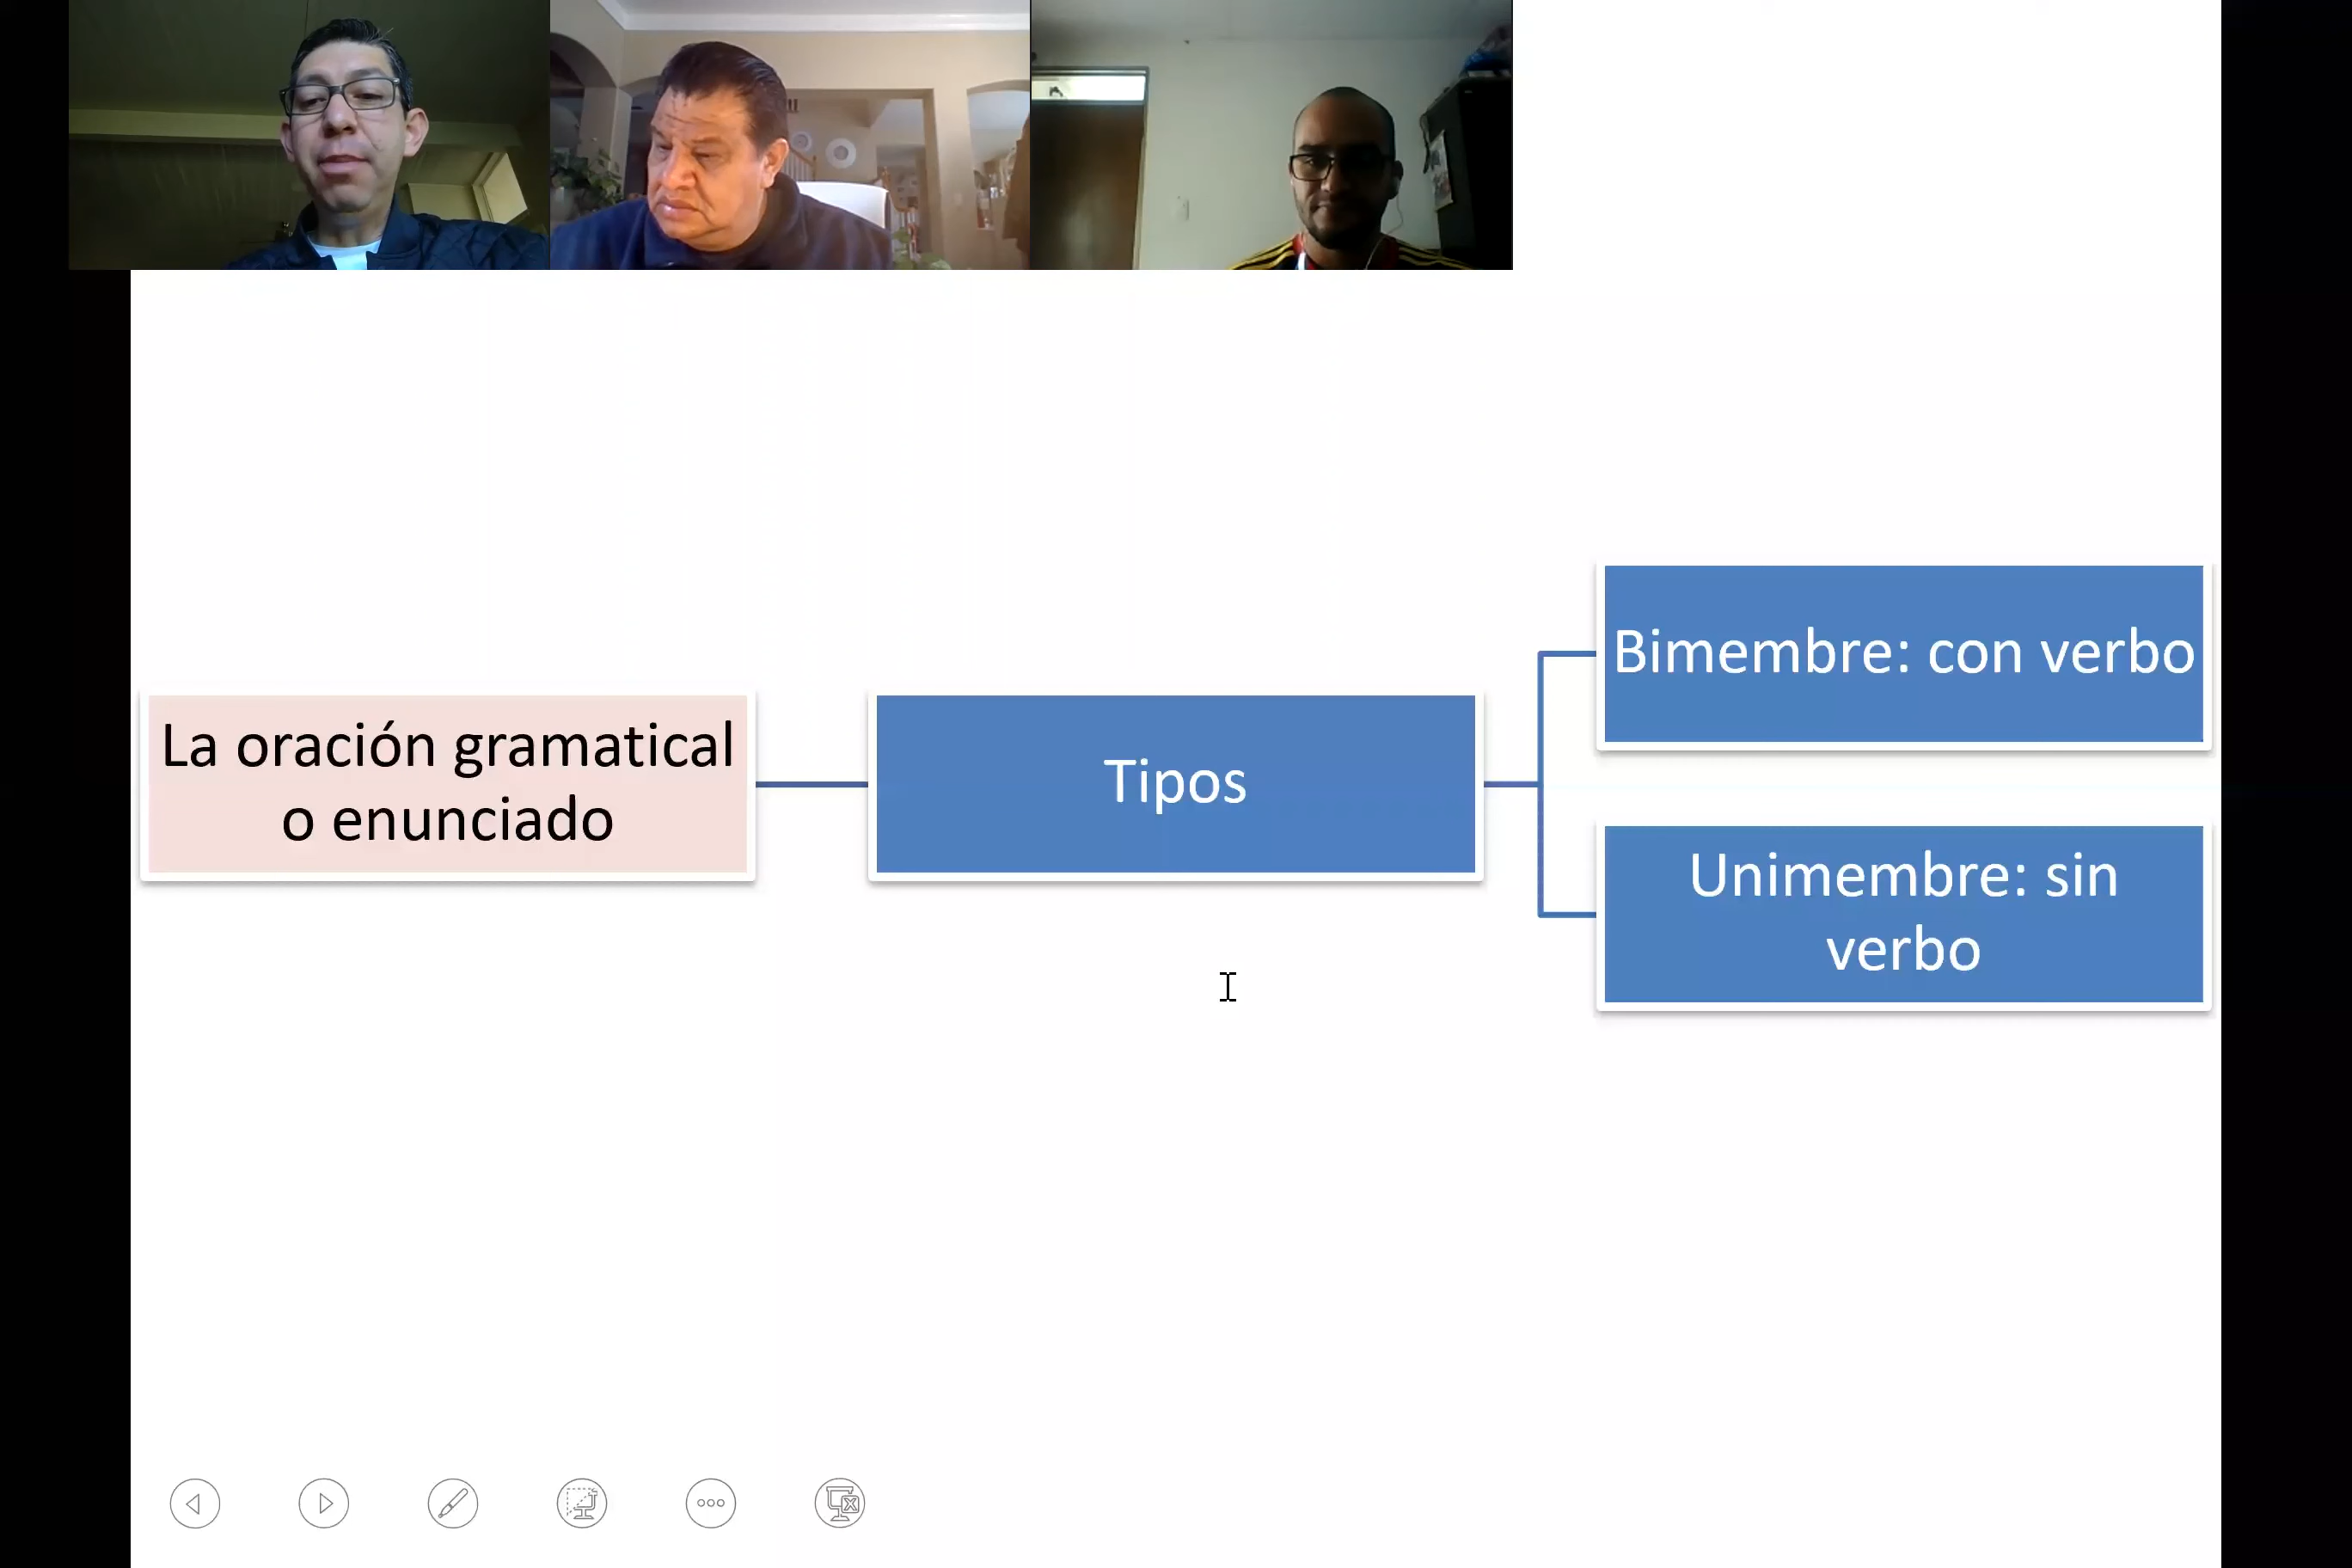 La oración gramatical
o enunciado
Tipos
Bimembre: con verbo
Unimembre: sin
verbo